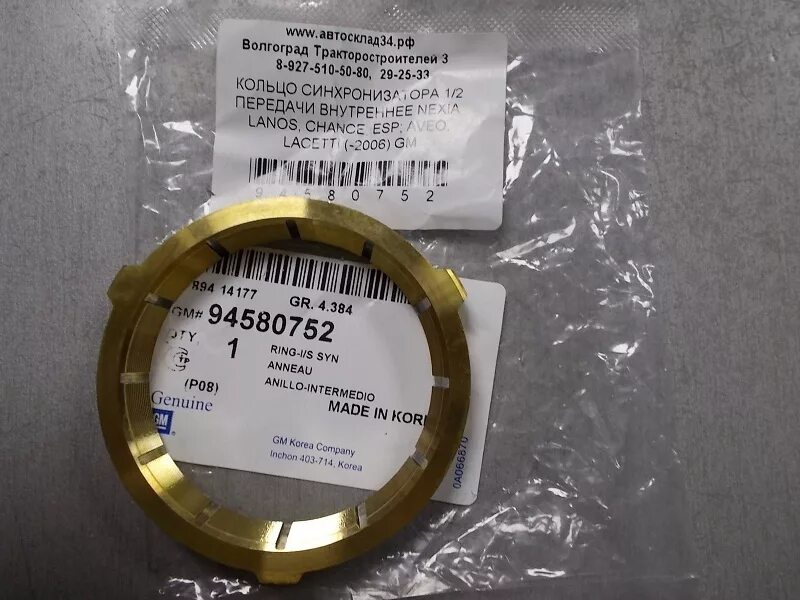 www.автосклад34.рф
Волгоград Тракторостроителей 3
8-927-510-50-80, 29-25-33
КОЛЬЦО СИНХРОНИЗАТОРА 1/2
ПЕРЕДАЧИ ВНУТРЕННЕЕ NEXIA,
LANOS, CHANCE, ESP; AVEO,
LACETTI (-2006) GM
94580752
894 14177
GR. 4.384
GM# 94580752
QTY 1
RING-I/S SYN
ANNEAU
(P08)
ANILLO-INTERMEDIO
Genuine
MADE IN KOR
GM
GM Korea Company
Inchon 403-714, Korea
0A066870